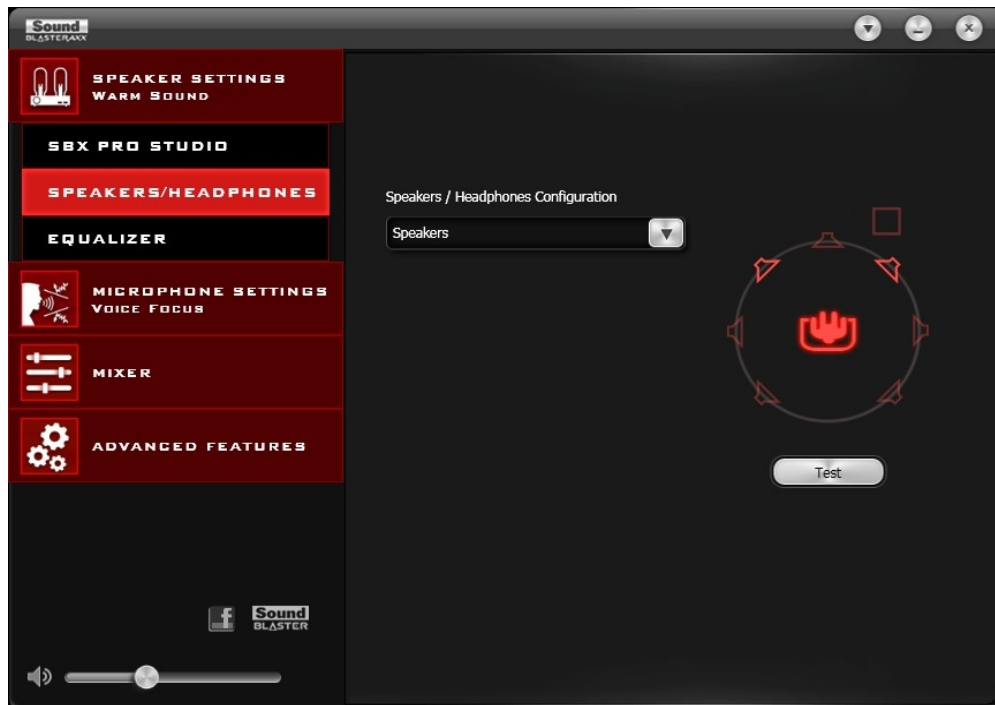 Sound
BLASTERAXX
SPEAKER SETTINGS
WARM SOUND
SBX PRO STUDIO
SPEAKERS/HEADPHONES
EQUALIZER
MICROPHONE SETTINGS
VOICE FOCUS
MIXER
ADVANCED FEATURES
Speakers / Headphones Configuration
Speakers
Test
f
Sound
BLASTER